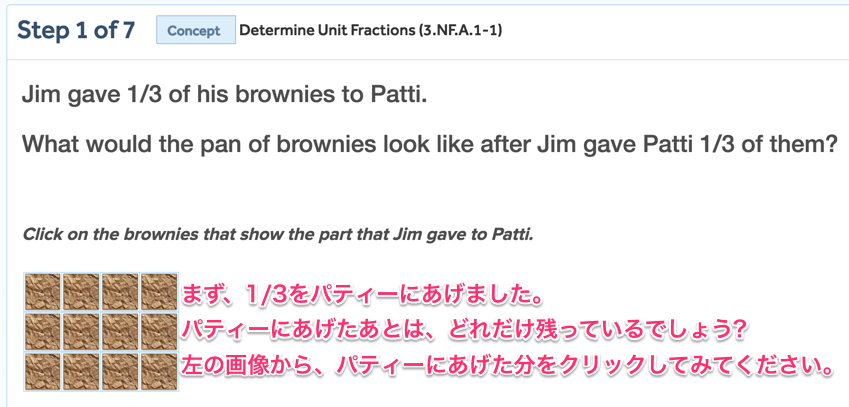 Step 1 of 7 Concept Determine Unit Fractions (3.NF.A.1-1)
Jim gave 1/3 of his brownies to Patti.
What would the pan of brownies look like after Jim gave Patti 1/3 of them?
Click on the brownies that show the part that Jim gave to Patti.
まず、1/3をパティーにあげました。
パティーにあげたあとは、どれだけ残っているでしょう?
左の画像から、パティーにあげた分をクリックしてみてください。